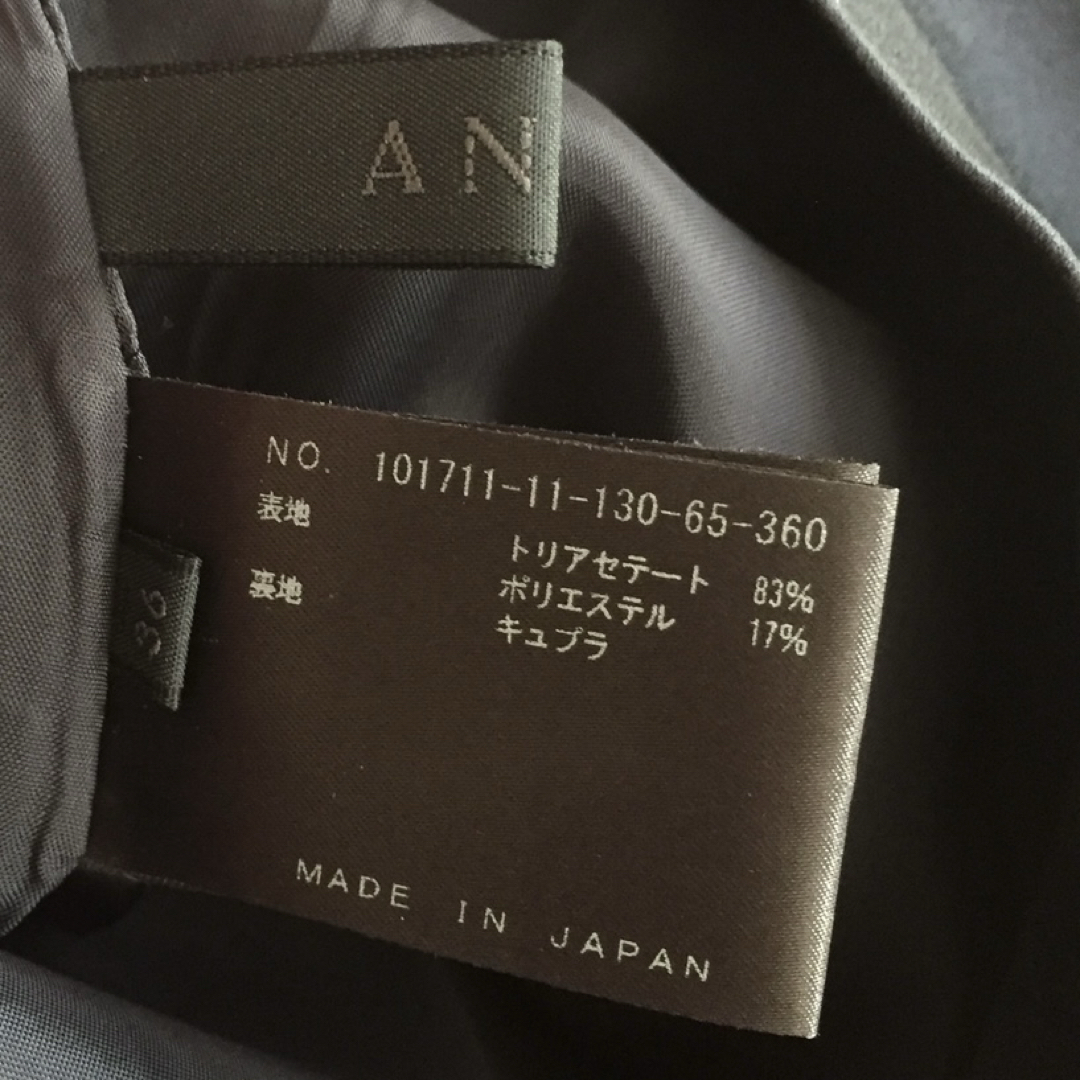 AN
NO. 101711-11-130-65-360
表地 トリアセテート 83%
ポリエステル 17%
裏地 キュプラ
36
MADE IN JAPAN